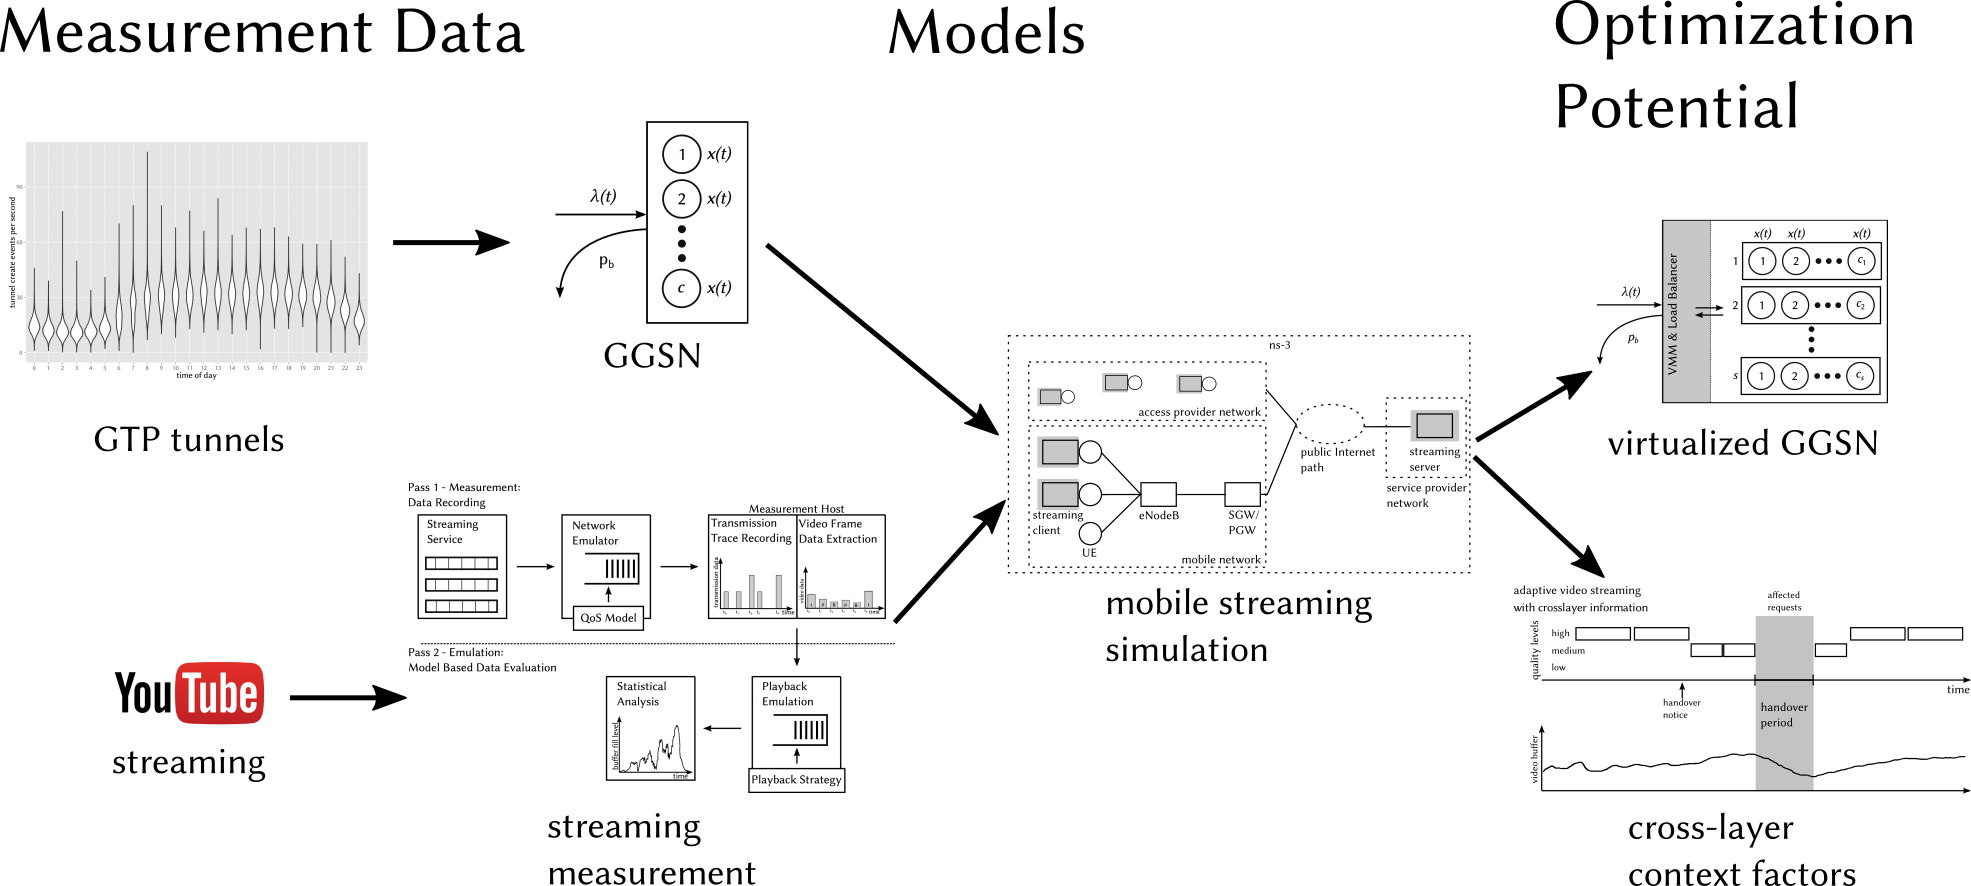 Measurement Data
Models
Optimization
Potential
tunnel create events per second
90
60
30
0
0 1 2 3 4 5 6 7 8 9 10 11 12 13 14 15 16 17 18 19 20 21 22 23
time of day
GTP tunnels
λ(t)
p_b
1 x(t)
2 x(t)
c x(t)
GGSN
Pass 1 - Measurement:
Data Recording
Streaming
Service
Network
Emulator
QoS Model
Measurement Host
Transmission
Trace Recording
transmission data
time
Video Frame
Data Extraction
video data
time
Pass 2 - Emulation:
Model Based Data Evaluation
Statistical
Analysis
buffer fill level
time
Playback
Emulation
Playback Strategy
YouTube
streaming
streaming
measurement
ns-3
access provider network
streaming
client
UE
eNodeB
SGW/
PGW
mobile network
public Internet
path
streaming
server
service provider
network
mobile streaming
simulation
λ(t)
p_b
VMM & Load Balancer
x(t) x(t) x(t)
1 1 2 c_1
2 1 2 c_2
s 1 2 c_s
virtualized GGSN
adaptive video streaming
with crosslayer information
affected
requests
quality levels
high
medium
low
time
handover
notice
handover
period
video buffer
cross-layer
context factors